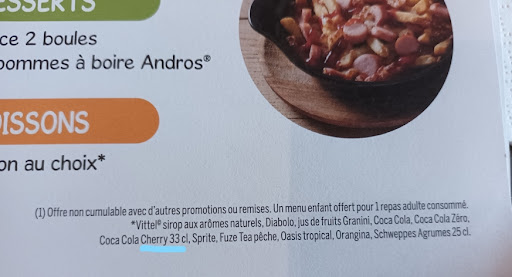 ESSERTS
ce 2 boules
pommes à boire Andros®
ISSONS
on au choix*
(1) Offre non cumulable avec d'autres promotions ou remises. Un menu enfant offert pour 1 repas adulte consommé.
*Vittel® sirop aux arômes naturels, Diabolo, jus de fruits Granini, Coca Cola, Coca Cola Zéro,
Coca Cola Cherry 33 cl, Sprite, Fuze Tea pêche, Oasis tropical, Orangina, Schweppes Agrumes 25 cl.